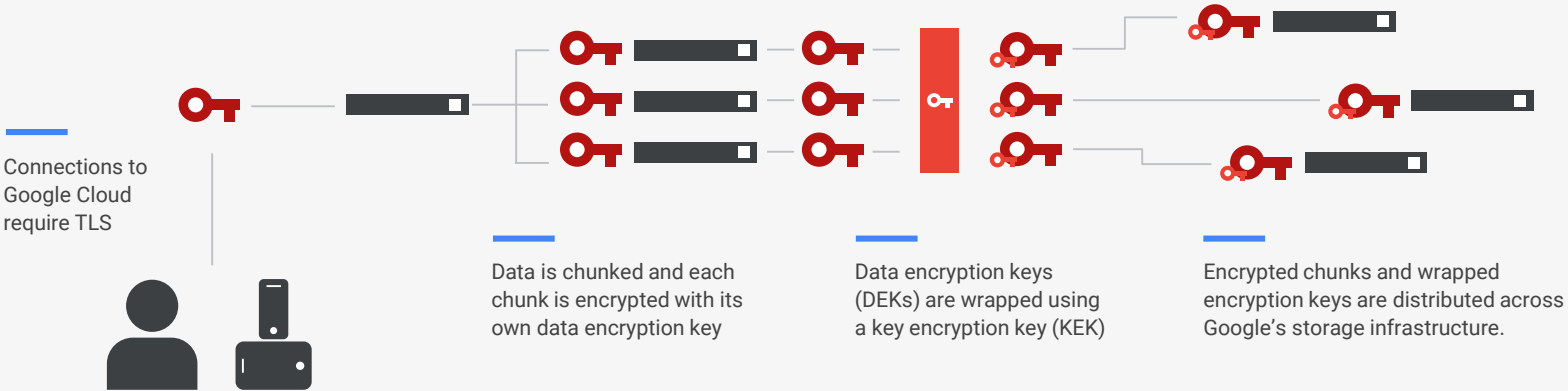 Connections to
Google Cloud
require TLS
Data is chunked and each
chunk is encrypted with its
own data encryption key
Data encryption keys
(DEKs) are wrapped using
a key encryption key (KEK)
Encrypted chunks and wrapped
encryption keys are distributed across
Google’s storage infrastructure.